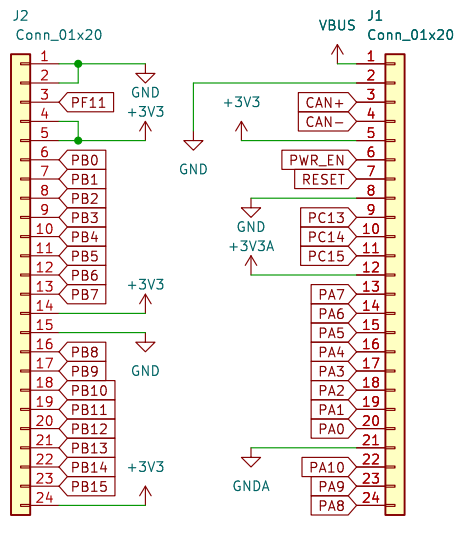 J2
Conn_01x20
1
2
GND
3
PF11
+3V3
4
5
6
PB0
7
PB1
8
PB2
9
PB3
10
PB4
11
PB5
12
PB6
13
PB7
+3V3
14
15
GND
16
PB8
17
PB9
18
PB10
19
PB11
20
PB12
21
PB13
22
PB14
+3V3
23
PB15
24
J1
VBUS
Conn_01x20
1
2
+3V3
CAN+
3
CAN-
4
5
GND
PWR_EN
6
RESET
7
8
GND
PC13
9
+3V3A
PC14
10
PC15
11
12
PA7
13
PA6
14
PA5
15
PA4
16
PA3
17
PA2
18
PA1
19
PA0
20
21
GNDA
PA10
22
PA9
23
PA8
24